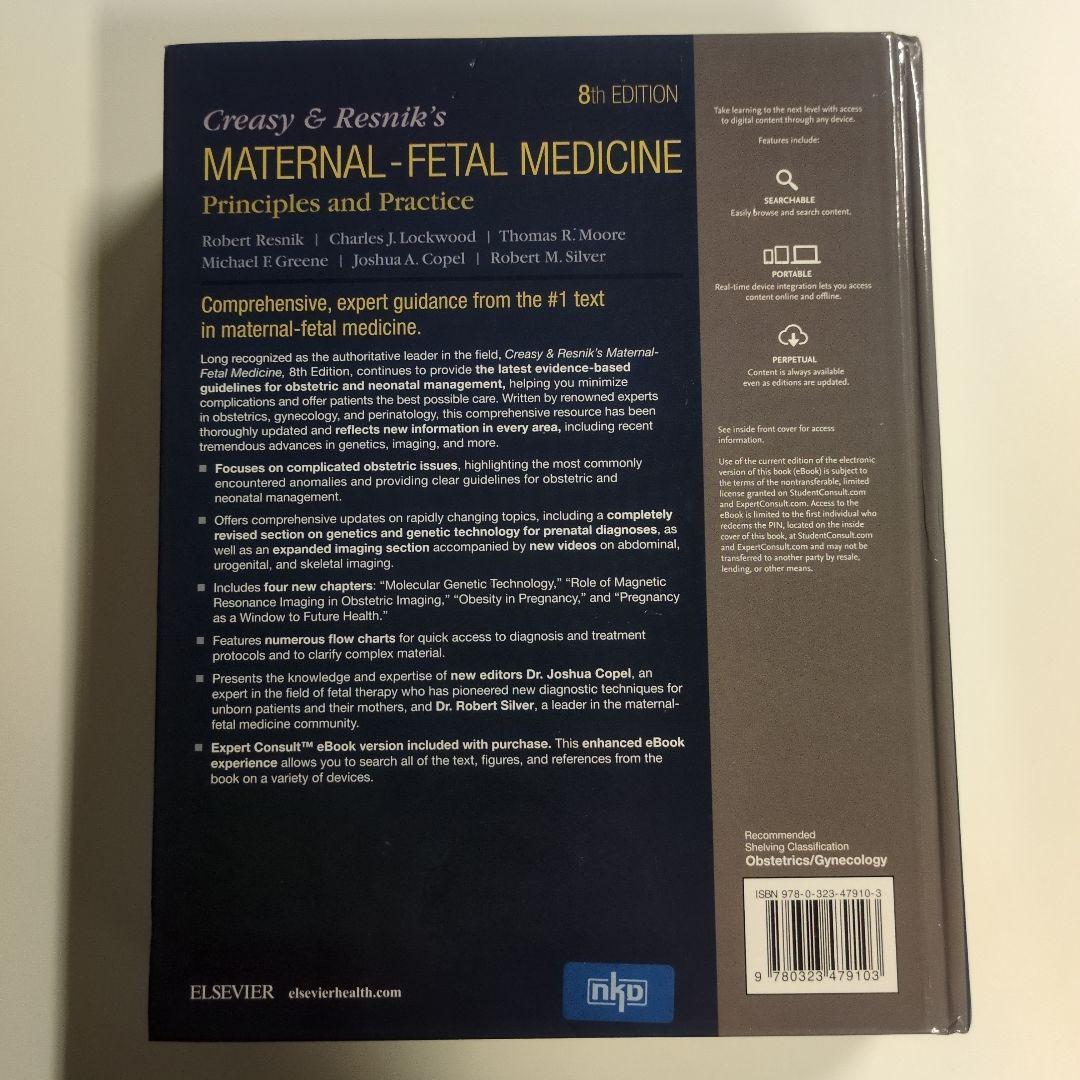 8th EDITION
Creasy & Resnik's
MATERNAL-FETAL MEDICINE
Principles and Practice
Robert Resnik | Charles J. Lockwood | Thomas R. Moore
Michael F. Greene | Joshua A. Copel | Robert M. Silver
Comprehensive, expert guidance from the #1 text
in maternal-fetal medicine.
Long recognized as the authoritative leader in the field, Creasy & Resnik's Maternal-
Fetal Medicine, 8th Edition, continues to provide the latest evidence-based
guidelines for obstetric and neonatal management, helping you minimize
complications and offer patients the best possible care. Written by renowned experts
in obstetrics, gynecology, and perinatology, this comprehensive resource has been
thoroughly updated and reflects new information in every area, including recent
tremendous advances in genetics, imaging, and more.
■ Focuses on complicated obstetric issues, highlighting the most commonly
encountered anomalies and providing clear guidelines for obstetric and
neonatal management.
■ Offers comprehensive updates on rapidly changing topics, including a completely
revised section on genetics and genetic technology for prenatal diagnoses, as
well as an expanded imaging section accompanied by new videos on abdominal,
urogenital, and skeletal imaging.
■ Includes four new chapters: “Molecular Genetic Technology,” “Role of Magnetic
Resonance Imaging in Obstetric Imaging,” “Obesity in Pregnancy,” and “Pregnancy
as a Window to Future Health.”
■ Features numerous flow charts for quick access to diagnosis and treatment
protocols and to clarify complex material.
■ Presents the knowledge and expertise of new editors Dr. Joshua Copel, an
expert in the field of fetal therapy who has pioneered new diagnostic techniques for
unborn patients and their mothers, and Dr. Robert Silver, a leader in the maternal-
fetal medicine community.
■ Expert Consult™ eBook version included with purchase. This enhanced eBook
experience allows you to search all of the text, figures, and references from the
book on a variety of devices.
ELSEVIER elsevierhealth.com
nkp
Take learning to the next level with access
to digital content through any device.
Features include:
SEARCHABLE
Easily browse and search content.
PORTABLE
Real-time device integration lets you access
content online and offline.
PERPETUAL
Content is always available
even as editions are updated.
See inside front cover for access
information.
Use of the current edition of the electronic
version of this book (eBook) is subject to
the terms of the nontransferable, limited
license granted on StudentConsult.com
and ExpertConsult.com. Access to the
eBook is limited to the first individual who
redeems the PIN, located on the inside
cover of this book, at StudentConsult.com
and ExpertConsult.com and may not be
transferred to another party by resale,
lending, or other means.
Recommended
Shelving Classification
Obstetrics/Gynecology
ISBN 978-0-323-47910-3
9 780323 479103